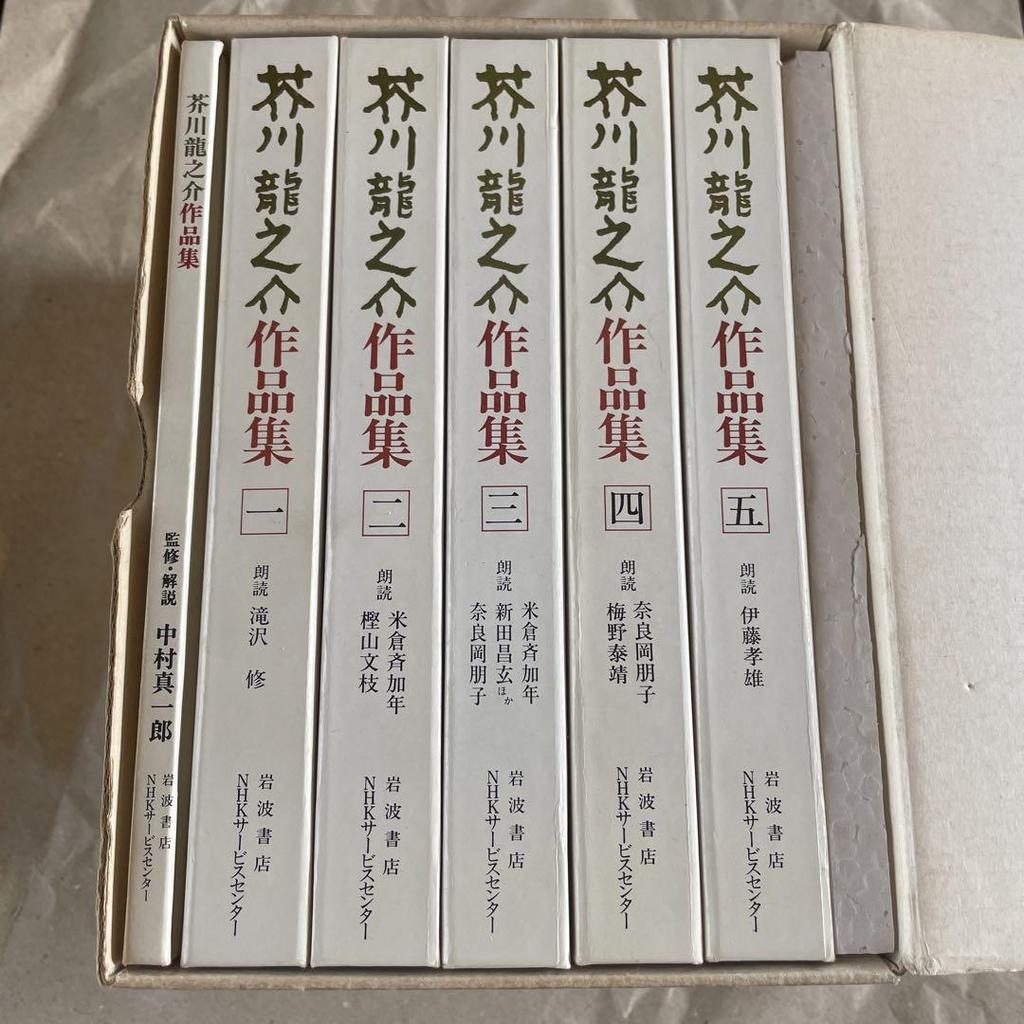 芥川龍之介作品集
監修・解説 中村真一郎
岩波書店
NHKサービスセンター
芥川龍之介作品集
一
朗読 滝沢 修
岩波書店
NHKサービスセンター
芥川龍之介作品集
二
朗読
米倉斉加年
樫山文枝
岩波書店
NHKサービスセンター
芥川龍之介作品集
三
朗読
米倉斉加年
新田昌玄ほか
奈良岡朋子
岩波書店
NHKサービスセンター
芥川龍之介作品集
四
朗読
奈良岡朋子
梅野泰靖
岩波書店
NHKサービスセンター
芥川龍之介作品集
五
朗読 伊藤孝雄
岩波書店
NHKサービスセンター